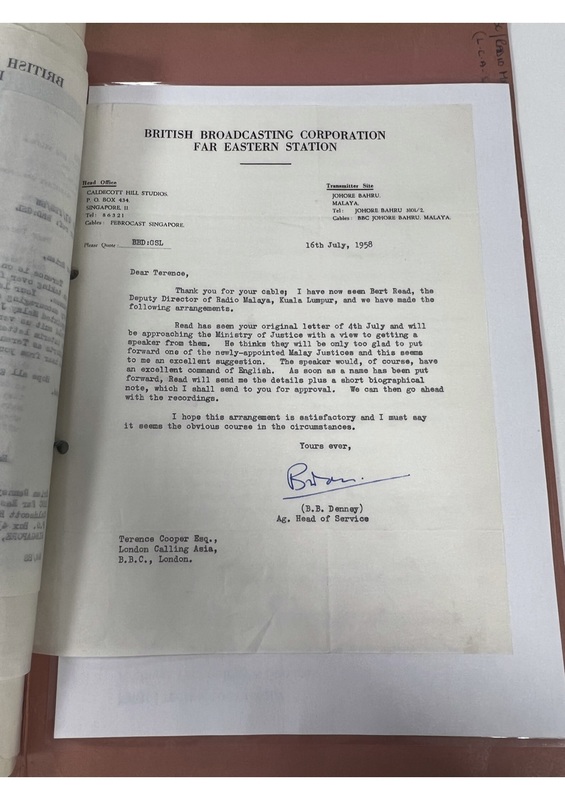 BRITISH
BRITISH BROADCASTING CORPORATION
FAR EASTERN STATION
Head Office
CALDECOTT HILL STUDIOS.
P. O. BOX 434.
SINGAPORE, 11
Tel: 66321
Cables: FEBROCAST SINGAPORE.
Transmitter Site
JOHORE BAHRU.
MALAYA.
Tel: JOHORE BAHRU 3101/2.
Cables: BBC JOHORE BAHRU. MALAYA.
Please Quote BBD:GSL
16th July, 1958
Dear Terence,
Thank you for your cable; I have now seen Bert Read, the
Deputy Director of Radio Malaya, Kuala Lumpur, and we have made the
following arrangements.
Read has seen your original letter of 4th July and will
be approaching the Ministry of Justice with a view to getting a
speaker from them. He thinks they will be only too glad to put
forward one of the newly-appointed Malay Justices and this seems
to me an excellent suggestion. The speaker would, of course, have
an excellent command of English. As soon as a name has been put
forward, Read will send me the details plus a short biographical
note, which I shall send to you for approval. We can then go ahead
with the recordings.
I hope this arrangement is satisfactory and I must say
it seems the obvious course in the circumstances.
Yours ever,
Brian.
(B.B. Denney)
Ag. Head of Service
Terence Cooper Esq.,
London Calling Asia,
B.B.C., London.